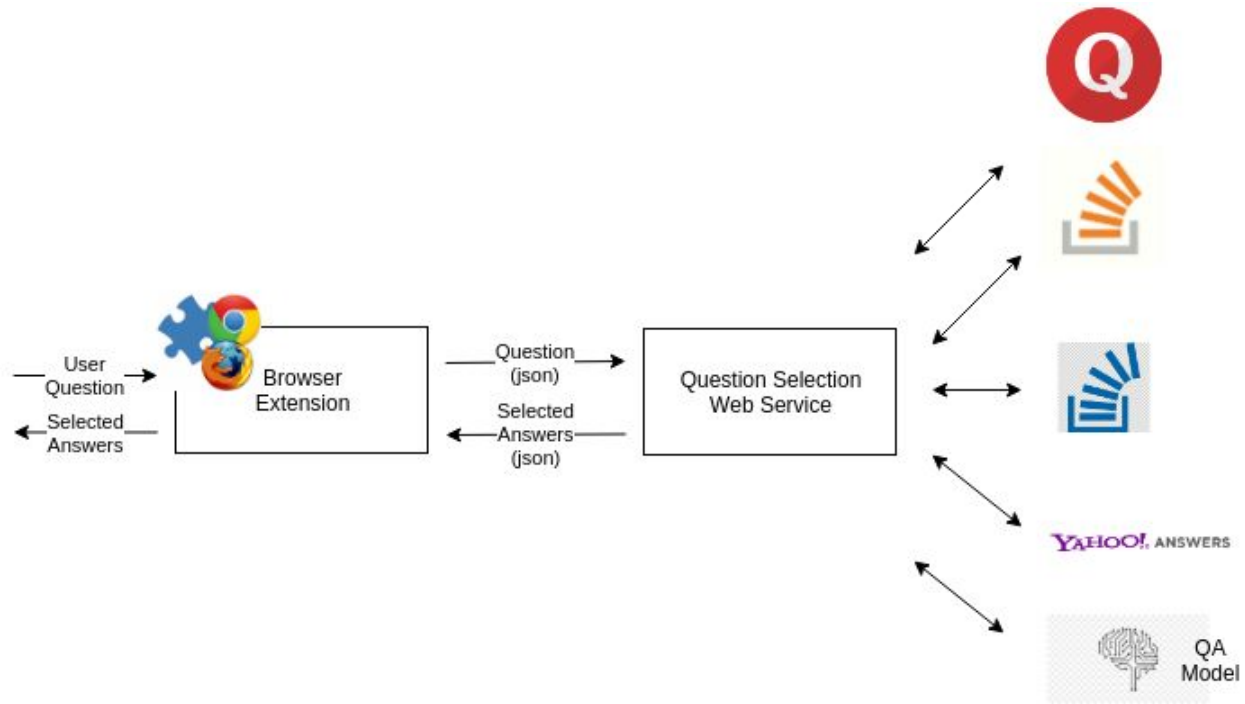 Q
User
Question
Selected
Answers
Browser
Extension
Question
(json)
Selected
Answers
(json)
Question Selection
Web Service
YAHOO! ANSWERS
QA
Model